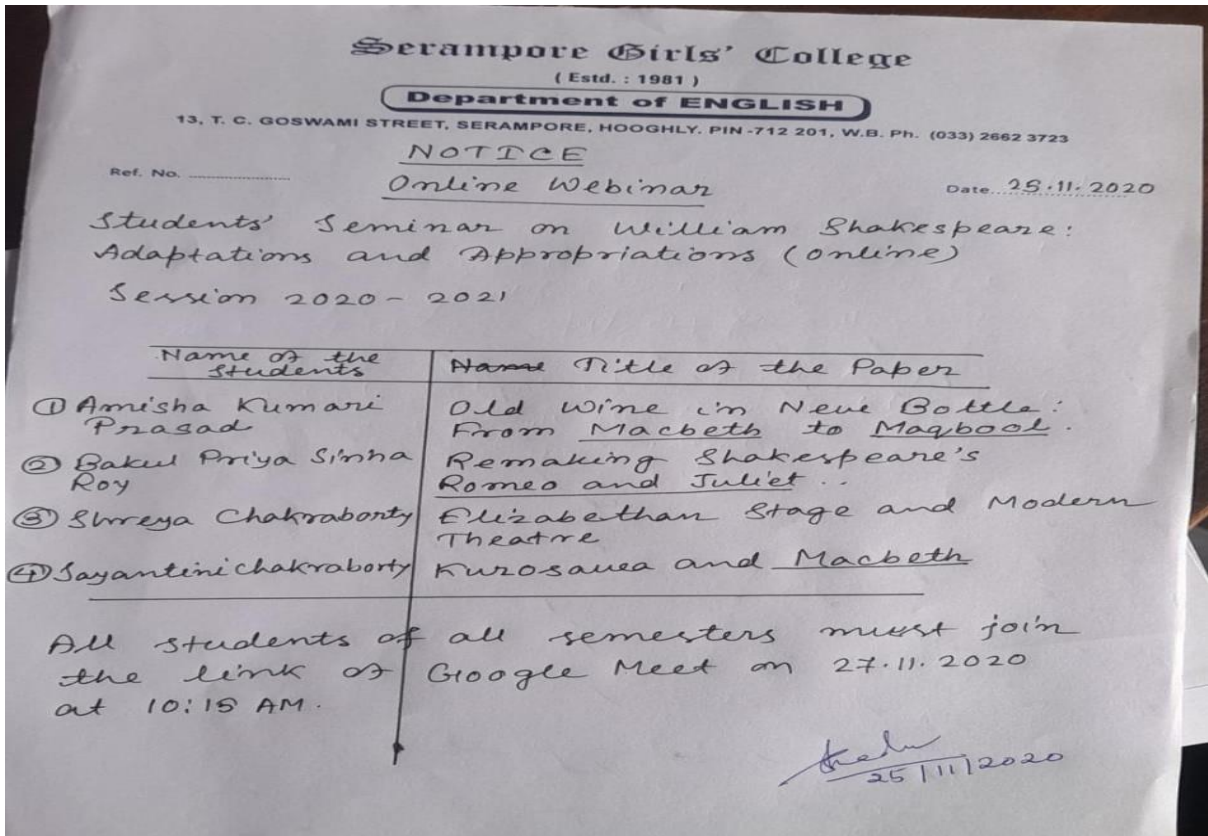 Serampore Girls' College
( Estd. : 1981 )
Department of ENGLISH
13, T. C. GOSWAMI STREET, SERAMPORE, HOOGHLY. PIN -712 201, W.B. Ph. (033) 2662 3723
NOTICE
Ref. No. ........................
Online Webinar
Date...25.11.2020
Students' Seminar on William Shakespeare:
Adaptations and Appropriations (online)
Session 2020 - 2021
Name of the Students
Name Title of the Paper
① Amisha Kumari Prasad
Old Wine in New Bottle:
From Macbeth to Maqbool.
② Bakul Priya Sinha Roy
Remaking Shakespeare's
Romeo and Juliet ..
③ Shreya Chakraborty
Elizabethan Stage and Modern
Theatre
④ Sayantini Chakraborty
Kurosawa and Macbeth
All students of all semesters must join
the link of Google Meet on 27.11.2020
at 10:15 AM.
25/11/2020